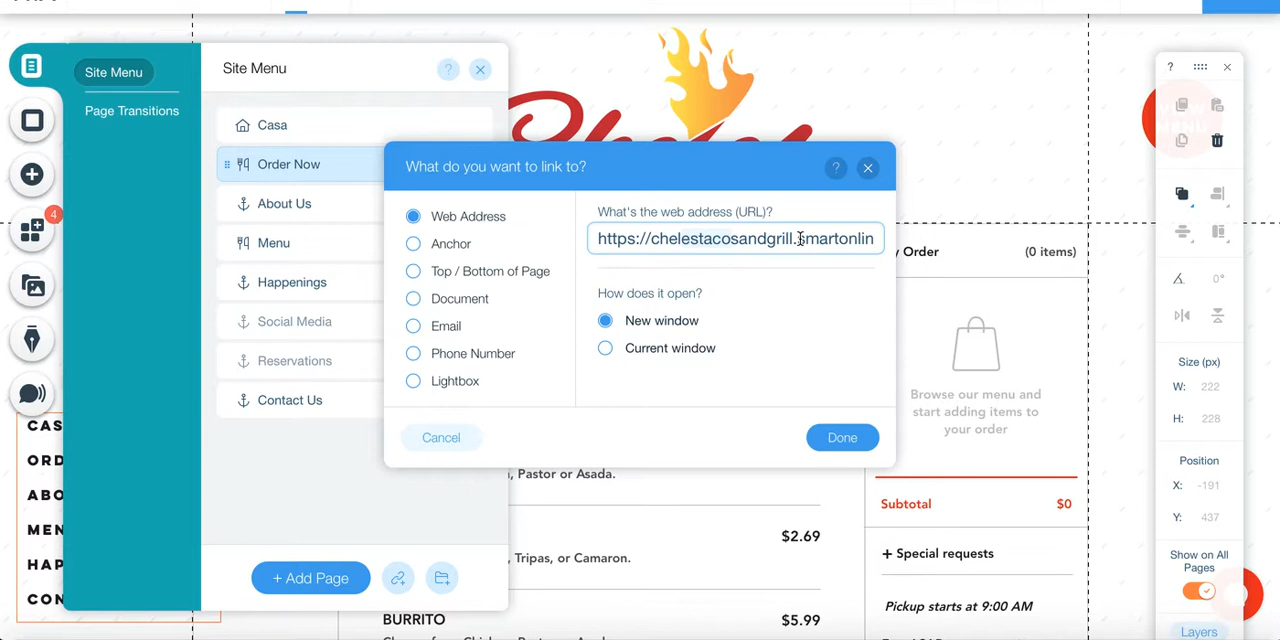 Site Menu
Page Transitions
Site Menu
?
Casa
Order Now
About Us
Menu
Happenings
Social Media
Reservations
Contact Us
+ Add Page
4
What do you want to link to?
?
Web Address
Anchor
Top / Bottom of Page
Document
Email
Phone Number
Lightbox
What's the web address (URL)?
https://chelestacosandgrill.smartonlin
How does it open?
New window
Current window
Cancel
Done
CAS
ORD
ABO
MEN
HAP
CON
, Pastor or Asada.
$2.69
, Tripas, or Camaron.
BURRITO
$5.99
Order
(0 items)
Browse our menu and
start adding items to
your order
Subtotal
$0
+ Special requests
Pickup starts at 9:00 AM
?
MENU
0°
Size (px)
W: 222
H: 228
Position
X: -191
Y: 437
Show on All
Pages
Layers